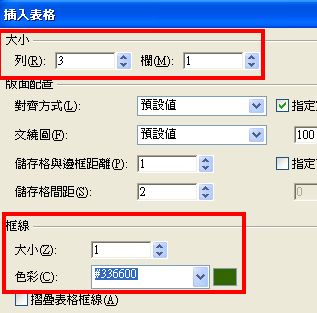 插入表格
大小
列(R): 3 欄(M): 1
版面配置
對齊方式(L): 預設値 指定
文繞圖(F): 預設値 100
儲存格與邊框距離(P): 1 指定
儲存格間距(S): 2 0
框線
大小(Z): 1
色彩(C): #336600
摺疊表格框線(A)